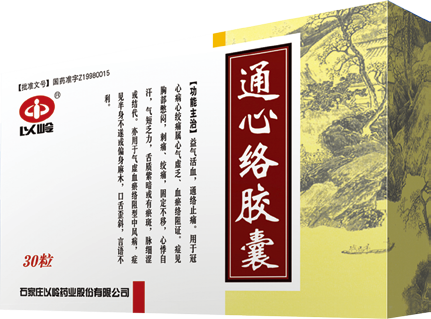 【批准文号】国药准字Z19980015
以岭
®
【功能主治】益气活血，通络止痛。用于冠
心病心绞痛属心气虚乏、血瘀络阻证，症见
胸部憋闷，刺痛、绞痛，固定不移，心悸自
汗，气短乏力，舌质紫暗或有瘀斑，脉细涩
或结代。亦用于气虚血瘀络阻型中风病，症
见半身不遂或偏身麻木，口舌歪斜，言语不
利。
通心络胶囊
30粒
石家庄以岭药业股份有限公司